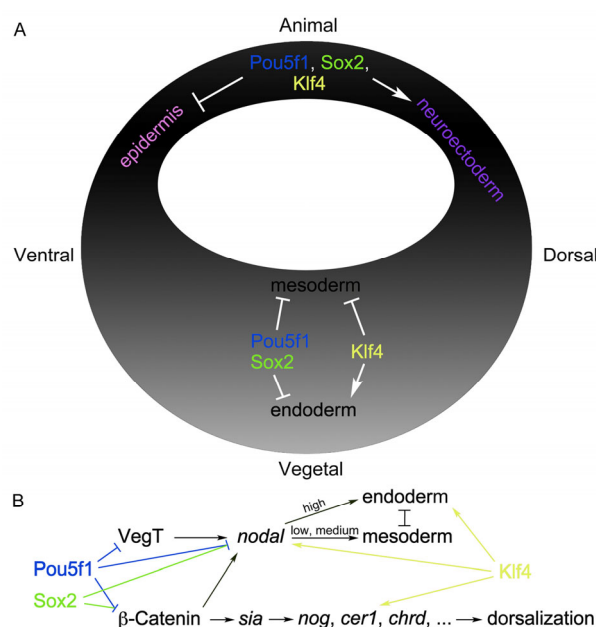 A
Animal
Pou5f1, Sox2,
Klf4
epidermis
neuroectoderm
Ventral
Dorsal
mesoderm
Pou5f1
Sox2
Klf4
endoderm
Vegetal
B
endoderm
high
VegT
nodal
low, medium
mesoderm
Pou5f1
Klf4
Sox2
β-Catenin
sia
nog, cer1, chrd, ...
dorsalization